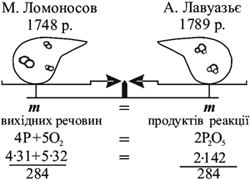 М. Ломоносов А. Лавуазьє
1748 р. 1789 р.
m = m
вихідних речовин продуктів реакції
4P+5O₂ = 2P₂O₅
4·31+5·32 = 2·142
284 284